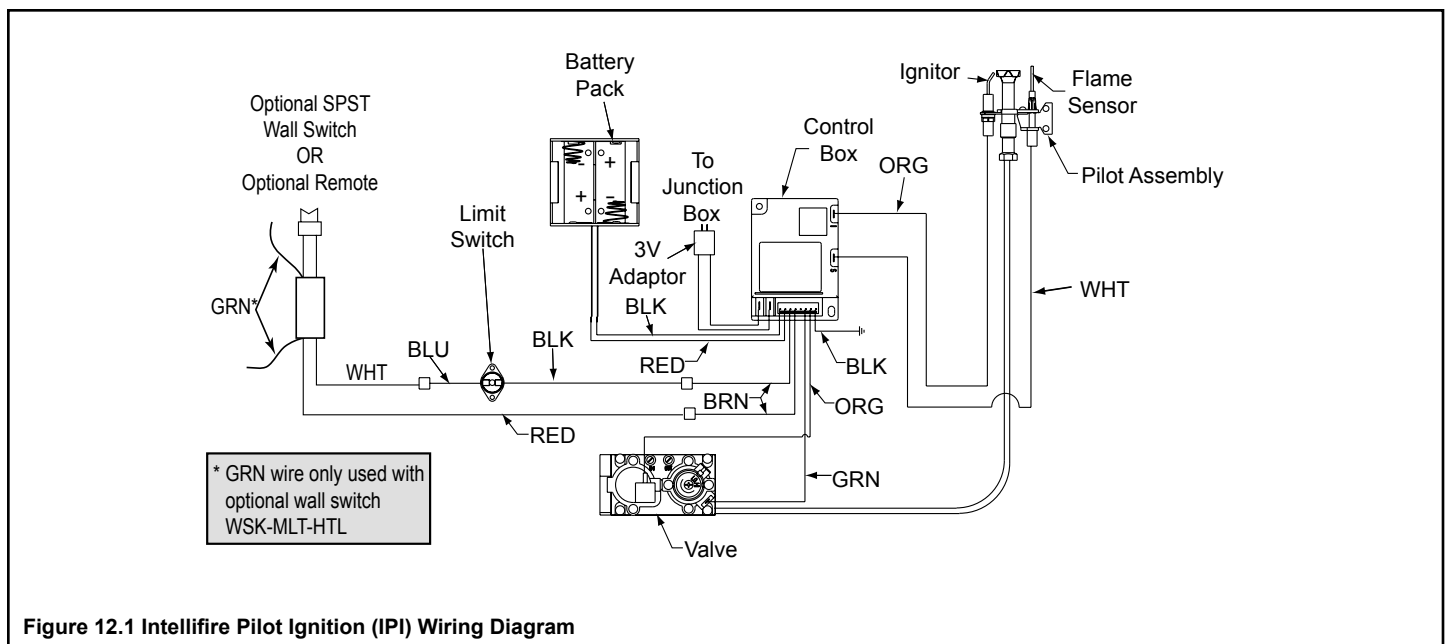 Battery
Pack
Ignitor
Flame
Sensor
Optional SPST
Wall Switch
OR
Optional Remote
Control
Box
To
Junction
Box
ORG
Pilot Assembly
Limit
Switch
3V
Adaptor
I
S
GRN*
BLK
WHT
BLU
BLK
RED
BLK
WHT
BRN
ORG
RED
* GRN wire only used with
optional wall switch
WSK-MLT-HTL
GRN
Valve
Figure 12.1 Intellifire Pilot Ignition (IPI) Wiring Diagram